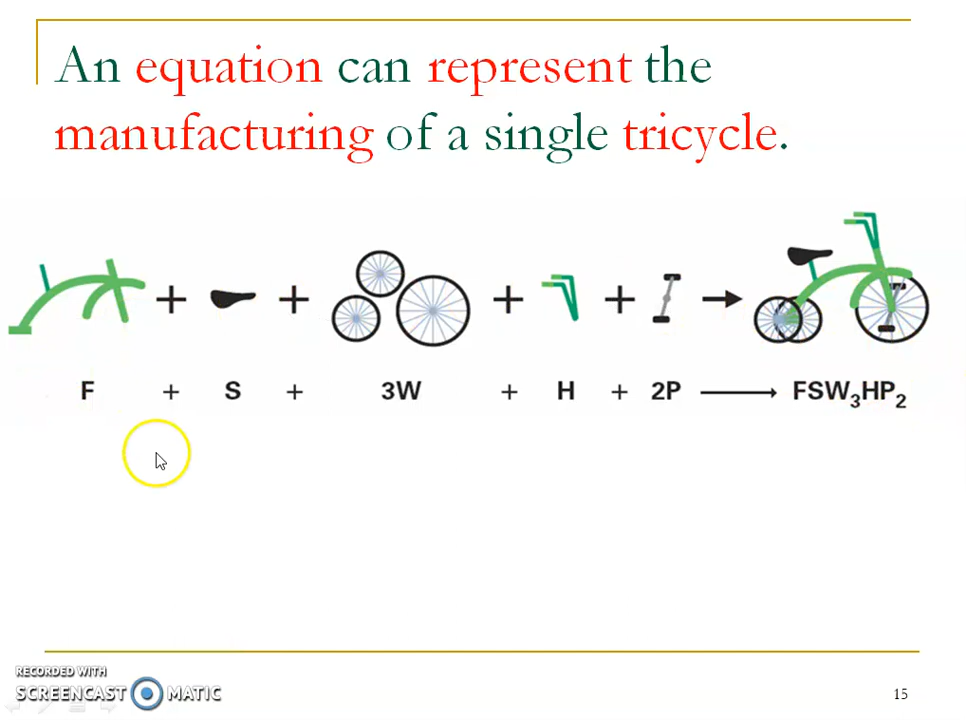 An equation can represent the
manufacturing of a single tricycle.
+ + + + →
F + S + 3W + H + 2P → FSW₃HP₂
RECORDED WITH
SCREENCAST MATIC
15